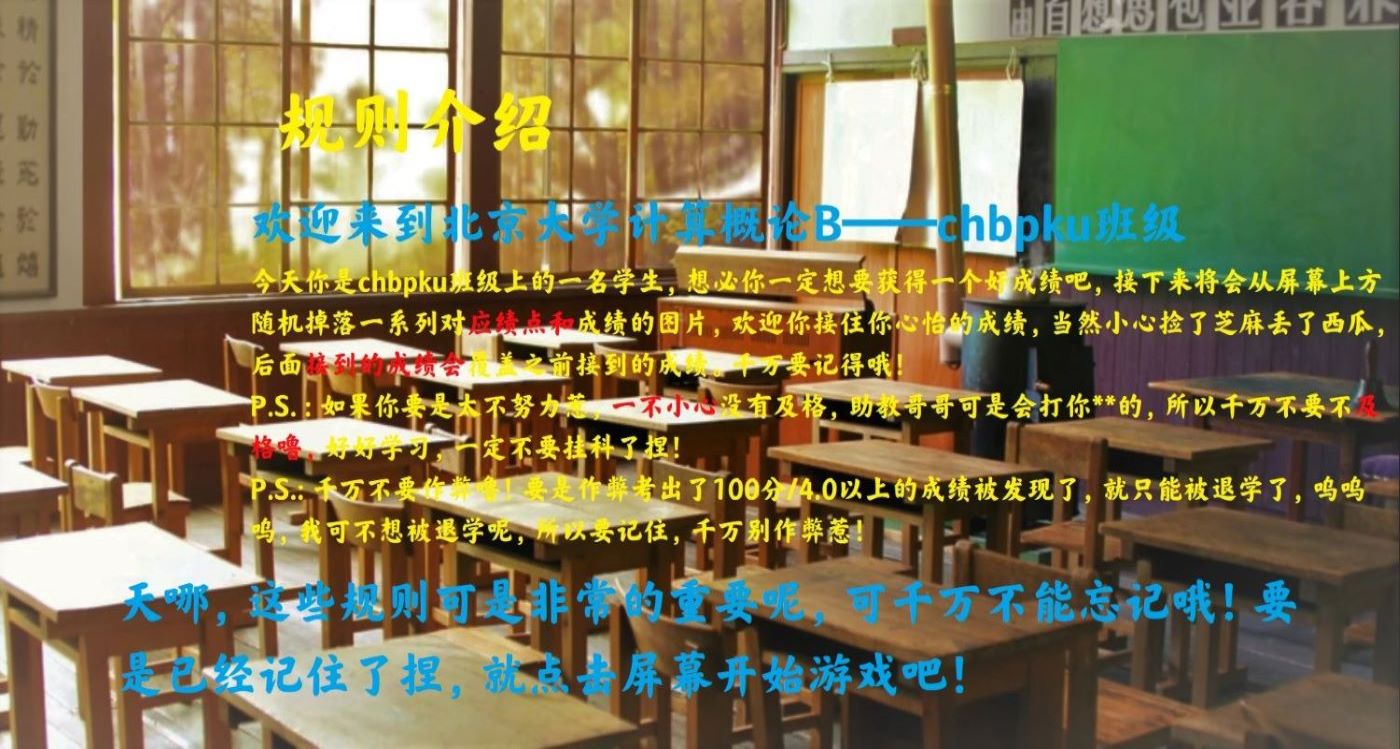 由自想思包並容兼
规则介绍
欢迎来到北京大学计算概论B——chbpku班级
今天你是chbpku班级上的一名学生，想必你一定想要获得一个好成绩吧，接下来将会从屏幕上方
随机掉落一系列对应绩点和成绩的图片，欢迎你接住你心怡的成绩，当然小心捡了芝麻丢了西瓜，
后面接到的成绩会覆盖之前接到的成绩。千万要记得哦！
P.S.：如果你要是太不努力惹，一不小心没有及格，助教哥哥可是会打你**的，所以千万不要不及
格噜，好好学习，一定不要挂科了捏！
P.S.：千万不要作弊噜！要是作弊考出了100分/4.0以上的成绩被发现了，就只能被退学了，呜呜
呜，我可不想被退学呢，所以要记住，千万别作弊惹！
天哪，这些规则可是非常的重要呢，可千万不能忘记哦！要
是已经记住了捏，就点击屏幕开始游戏吧！